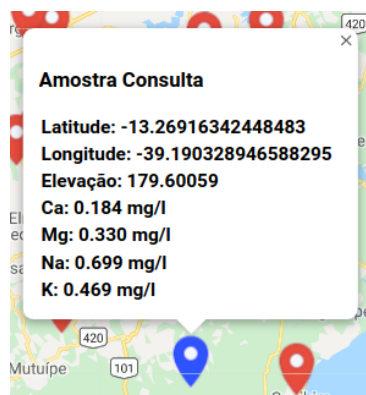 420
Amostra Consulta
Latitude: -13.26916342448483
Longitude: -39.190328946588295
Elevação: 179.60059
Ca: 0.184 mg/l
Mg: 0.330 mg/l
Na: 0.699 mg/l
K: 0.469 mg/l
420
Mutuípe
101